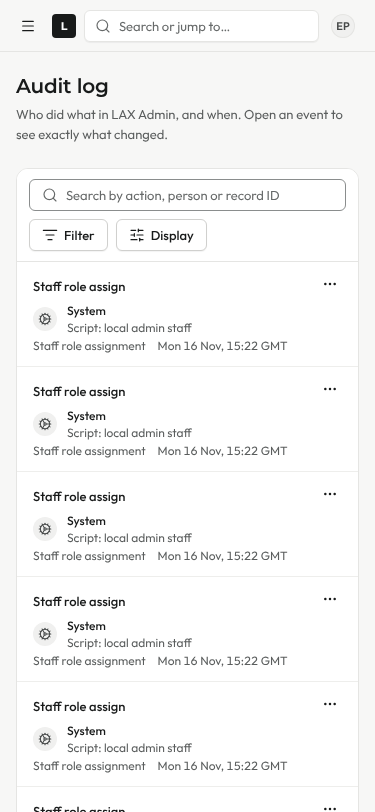 L
Search or jump to...
EP
Audit log
Who did what in LAX Admin, and when. Open an event to
see exactly what changed.
Search by action, person or record ID
Filter
Display
Staff role assign
System
Script: local admin staff
Staff role assignment Mon 16 Nov, 15:22 GMT
Staff role assign
System
Script: local admin staff
Staff role assignment Mon 16 Nov, 15:22 GMT
Staff role assign
System
Script: local admin staff
Staff role assignment Mon 16 Nov, 15:22 GMT
Staff role assign
System
Script: local admin staff
Staff role assignment Mon 16 Nov, 15:22 GMT
Staff role assign
System
Script: local admin staff
Staff role assignment Mon 16 Nov, 15:22 GMT
Staff role assign